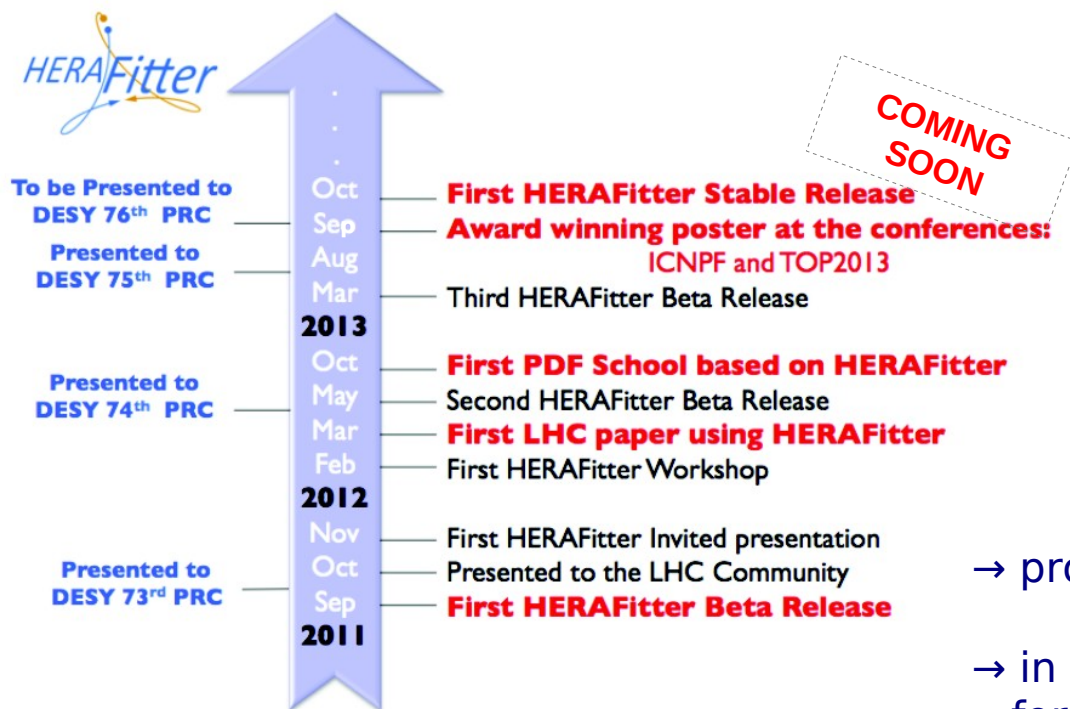 HERAFitter
COMING
SOON
.
.
.
To be Presented to
DESY 76th PRC
Oct
First HERAFitter Stable Release
Sep
Award winning poster at the conferences:
ICNPF and TOP2013
Presented to
DESY 75th PRC
Aug
Mar
Third HERAFitter Beta Release
2013
Oct
First PDF School based on HERAFitter
Presented to
DESY 74th PRC
May
Second HERAFitter Beta Release
Mar
First LHC paper using HERAFitter
Feb
First HERAFitter Workshop
2012
Nov
First HERAFitter Invited presentation
Presented to
DESY 73rd PRC
Oct
Presented to the LHC Community
Sep
First HERAFitter Beta Release
2011
→ pro
→ in